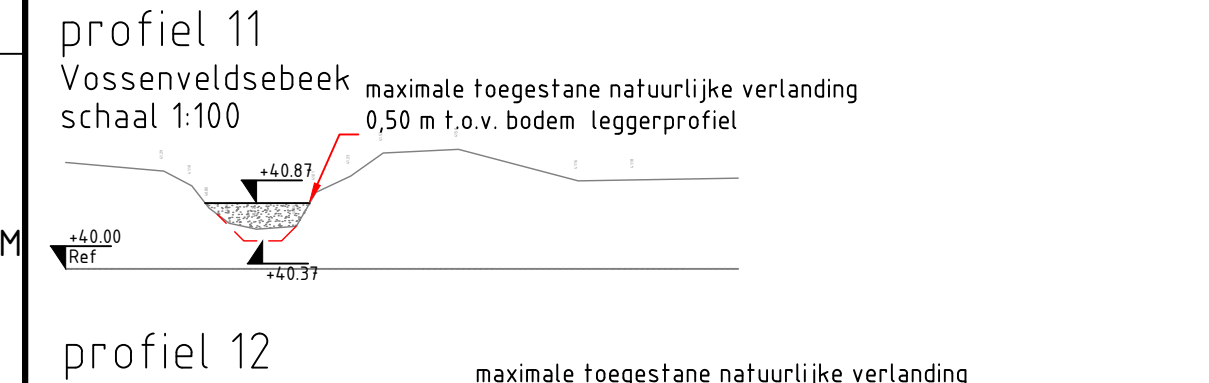 profiel 11
Vossenveldsebeek
schaal 1:100
maximale toegestane natuurlijke verlanding
0,50 m t.o.v. bodem leggerprofiel
+40.87
M
+40.00
Ref
+40.37
profiel 12
maximale toegestane natuurlijke verlanding